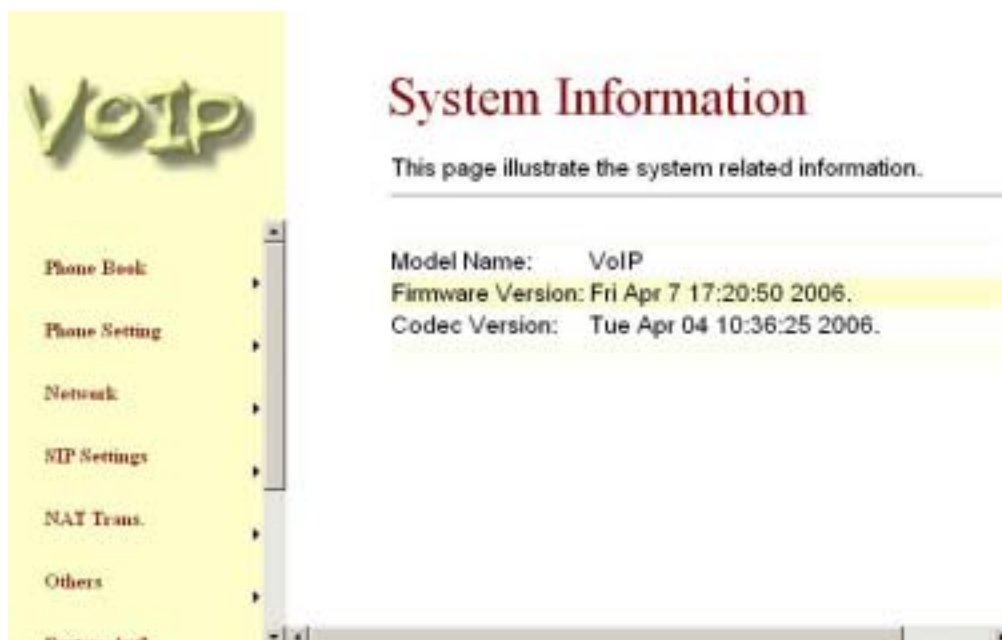 VoIP
Phone Book
Phone Setting
Network
SIP Settings
NAT Trans.
Others
System Information
This page illustrate the system related information.
Model Name: VoIP
Firmware Version: Fri Apr 7 17:20:50 2006.
Codec Version: Tue Apr 04 10:36:25 2006.